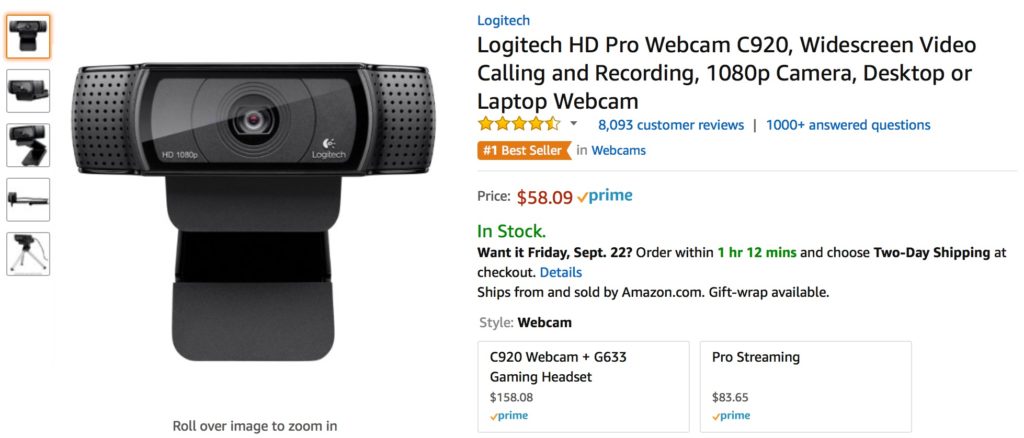 Logitech
Logitech HD Pro Webcam C920, Widescreen Video
Calling and Recording, 1080p Camera, Desktop or
Laptop Webcam
8,093 customer reviews | 1000+ answered questions
#1 Best Seller in Webcams
HD 1080p
Logitech
Price: $58.09 prime
In Stock.
Want it Friday, Sept. 22? Order within 1 hr 12 mins and choose Two-Day Shipping at
checkout. Details
Ships from and sold by Amazon.com. Gift-wrap available.
Style: Webcam
C920 Webcam + G633
Gaming Headset
$158.08
prime
Pro Streaming
$83.65
prime
Roll over image to zoom in